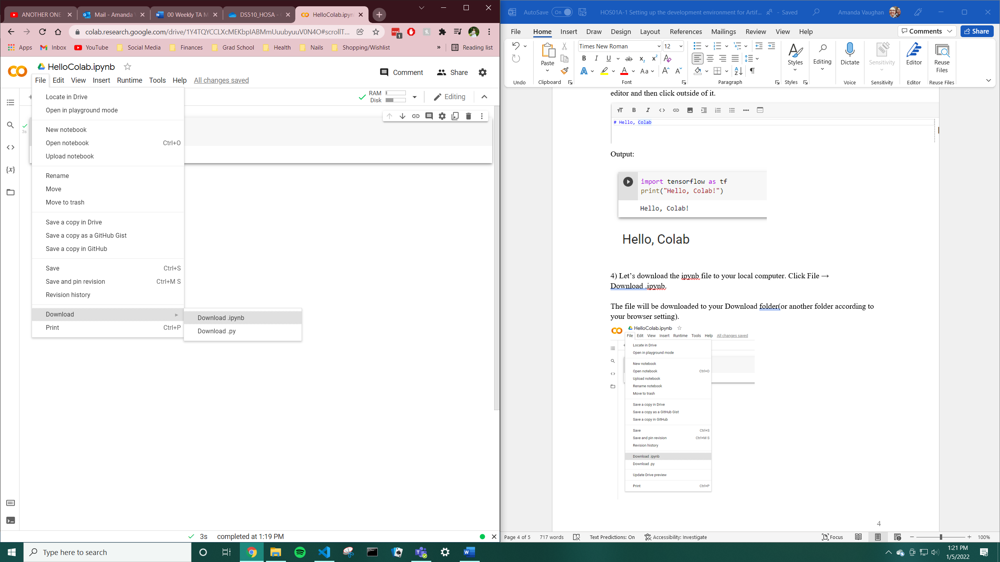 ANOTHER ONE
Mail - Amanda V
00 Weekly TA M
DS510_HOSA -
HelloColab.ipyn
colab.research.google.com/drive/1Y4TQYCCLXcMEKbpIABMmUuubyuuV0N4O#scrollT...
1
Apps
Inbox
YouTube
Social Media
Finances
Grad School
Health
Nails
Shopping/Wishlist
»
Reading list
HelloColab.ipynb
Comment
Share
File Edit View Insert Runtime Tools Help All changes saved
RAM
Disk
Editing
3s
Locate in Drive
Open in playground mode
New notebook
Open notebook Ctrl+O
Upload notebook
Rename
Move
Move to trash
Save a copy in Drive
Save a copy as a GitHub Gist
Save a copy in GitHub
Save Ctrl+S
Save and pin revision Ctrl+M S
Revision history
Download
Print Ctrl+P
Download .ipynb
Download .py
3s completed at 1:19 PM
AutoSave On HOS01A-1 Setting up the development environment for Artif... - Saved Amanda Vaughan
File Home Insert Draw Design Layout References Mailings Review View Help Comments Share
Times New Roman 12
Paste
Styles
Editing
Dictate
Sensitivity
Editor
Reuse
Files
Undo Clipboard Font Paragraph Styles Voice Sensitivity Editor Reuse Files
editor and then click outside of it.
# Hello, Colab
Output:
import tensorflow as tf
print("Hello, Colab!")
Hello, Colab!
Hello, Colab
4) Let’s download the ipynb file to your local computer. Click File →
Download .ipynb.
The file will be downloaded to your Download folder(or another folder according to
your browser setting).
HelloColab.ipynb
File Edit View Insert Runtime Tools Help All changes saved
Locate in Drive
Open in playground mode
New notebook
Open notebook Ctrl+O
Upload notebook
Rename notebook
Move to trash
Save a copy in Drive
Save a copy as a GitHub Gist
Save a copy in GitHub
Save Ctrl+S
Save and pin revision Ctrl+M S
Revision history
Download .ipynb
Download .py
Update Drive preview
Print Ctrl+P
4
Page 4 of 5 717 words Text Predictions: On Accessibility: Investigate Focus 100%
Type here to search
1:21 PM
1/5/2022